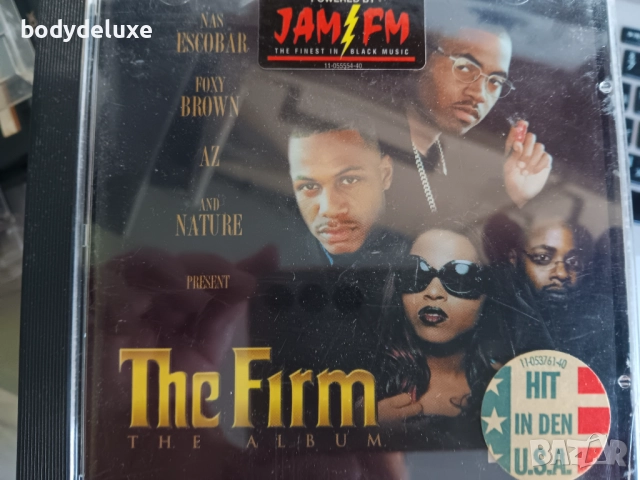 bodydeluxe
POWERED BY
JAM FM
THE FINEST IN BLACK MUSIC
11-055554-40
NAS
ESCOBAR
FOXY
BROWN
AZ
AND
NATURE
PRESENT
The Firm
THE ALBUM
11-053761-40
HIT
IN DEN
U.S.A.
BAZAR